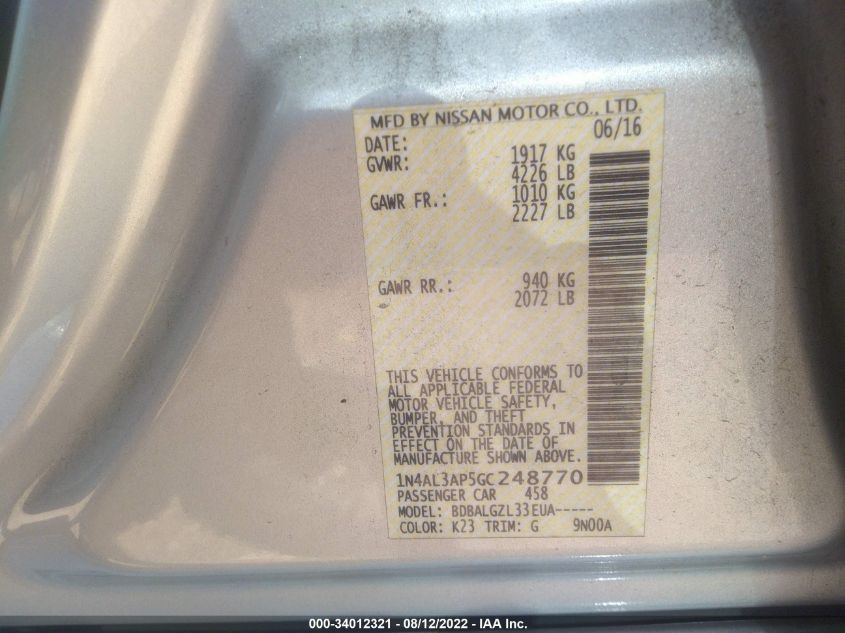 MFD BY NISSAN MOTOR CO., LTD.
DATE: 06/16
GVWR: 1917 KG
4226 LB
GAWR FR.: 1010 KG
2227 LB
GAWR RR.: 940 KG
2072 LB
THIS VEHICLE CONFORMS TO
ALL APPLICABLE FEDERAL
MOTOR VEHICLE SAFETY,
BUMPER, AND THEFT
PREVENTION STANDARDS IN
EFFECT ON THE DATE OF
MANUFACTURE SHOWN ABOVE.
1N4AL3AP5GC248770
PASSENGER CAR 458
MODEL: BDBALGZL33EUA-----
COLOR: K23 TRIM: G 9N00A
000-34012321 - 08/12/2022 - IAA Inc.